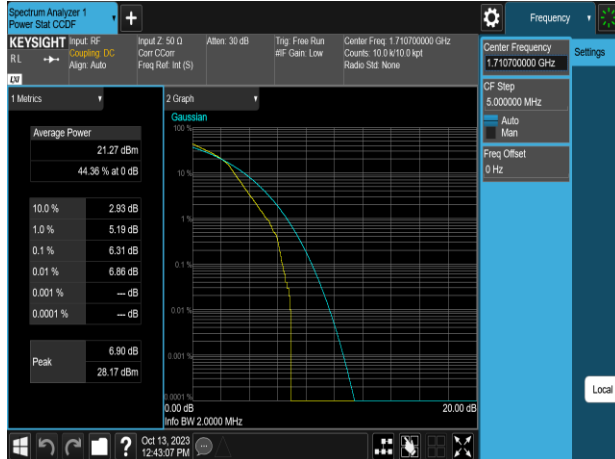 Spectrum Analyzer 1
Power Stat CCDF
Frequency
KEYSIGHT
RL
Input: RF
Coupling: DC
Align: Auto
Input Z: 50 Ω
Corr CCorr
Freq Ref: Int (S)
Atten: 30 dB
Trig: Free Run
#IF Gain: Low
Center Freq: 1.710700000 GHz
Counts: 10.0 k/10.0 kpt
Radio Std: None
LXI
Center Frequency
1.710700000 GHz
Settings
CF Step
5.000000 MHz
Auto
Man
Freq Offset
0 Hz
Local
1 Metrics
Average Power
21.27 dBm
44.36 % at 0 dB
10.0 % 2.93 dB
1.0 % 5.19 dB
0.1 % 6.31 dB
0.01 % 6.86 dB
0.001 % --- dB
0.0001 % --- dB
Peak
6.90 dB
28.17 dBm
2 Graph
Gaussian
100 %
10 %
1 %
0.1 %
0.01 %
0.001 %
0.0001 %
0.00 dB 20.00 dB
Info BW 2.0000 MHz
?
Oct 13, 2023
12:43:07 PM